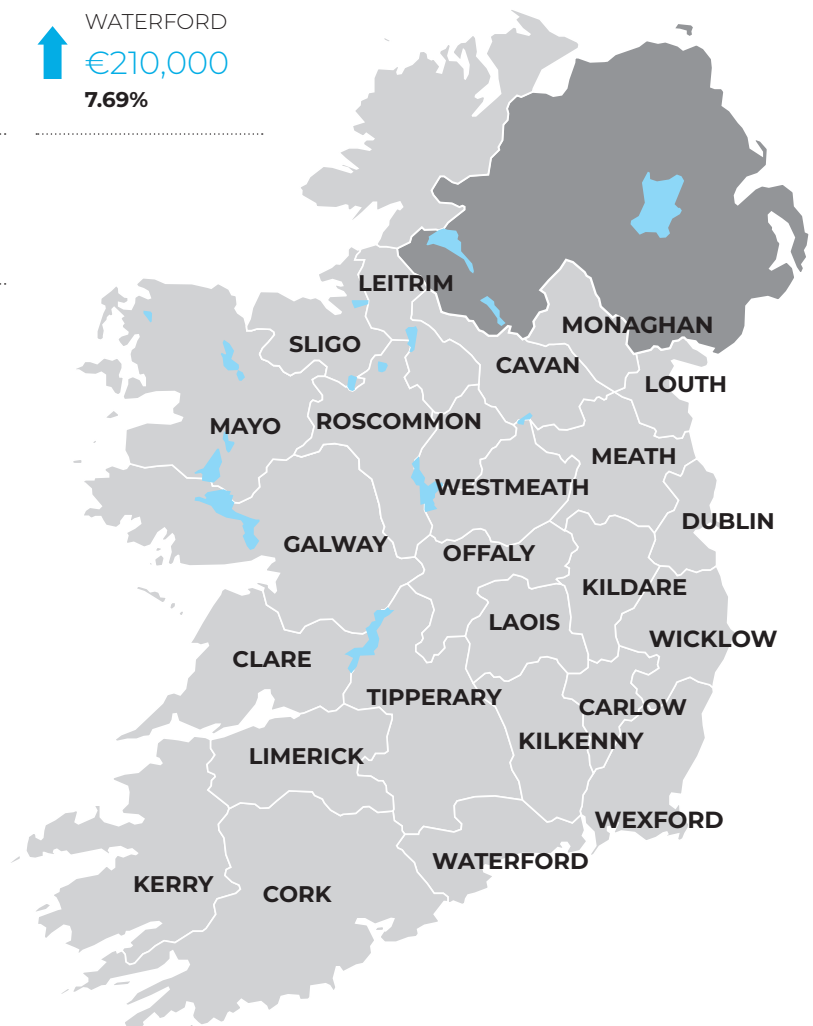 WATERFORD
€210,000
7.69%
LEITRIM
MONAGHAN
SLIGO
CAVAN
LOUTH
MAYO
ROSCOMMON
MEATH
WESTMEATH
DUBLIN
GALWAY
OFFALY
KILDARE
LAOIS
WICKLOW
CLARE
TIPPERARY
CARLOW
KILKENNY
LIMERICK
WEXFORD
WATERFORD
KERRY
CORK